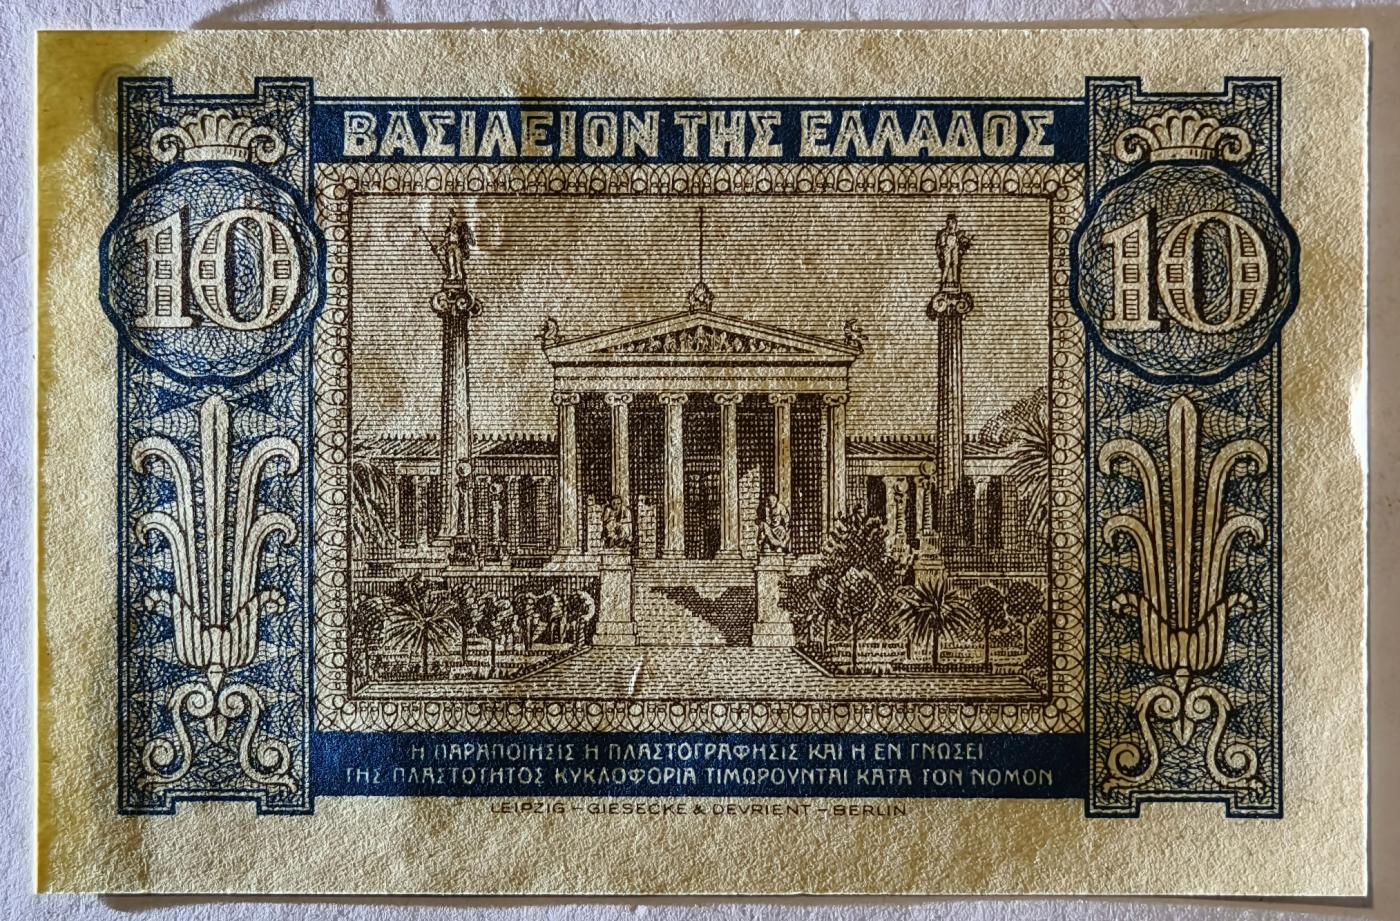 ΒΑΣΙΛΕΙΟΝ ΤΗΣ ΕΛΛΑΔΟΣ
10 10
Η ΠΑΡΑΠΟΙΗΣΙΣ Η ΠΛΑΣΤΟΓΡΑΦΗΣΙΣ ΚΑΙ Η ΕΝ ΓΝΩΣΕΙ
ΤΗΣ ΠΛΑΣΤΟΤΗΤΟΣ ΚΥΚΛΟΦΟΡΙΑ ΤΙΜΩΡΟΥΝΤΑΙ ΚΑΤΑ ΤΟΝ ΝΟΜΟΝ
LEIPZIG – GIESECKE & DEVRIENT – BERLIN